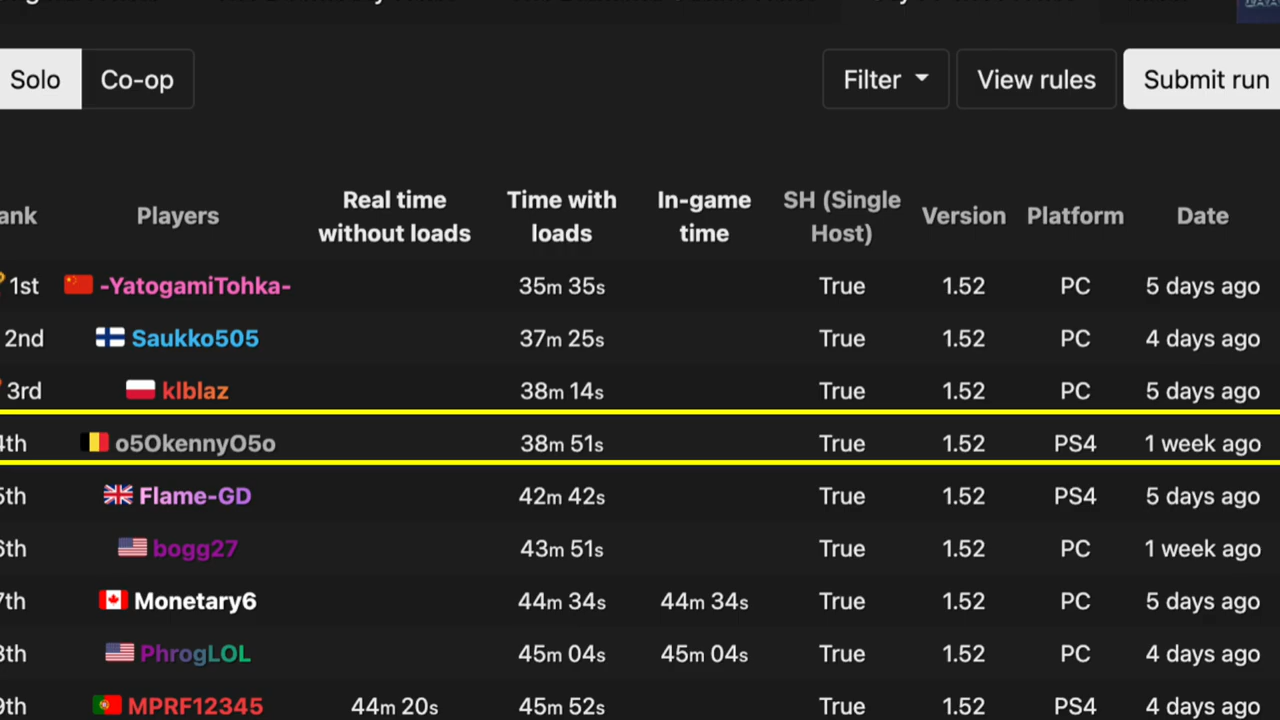 Solo Co-op Filter View rules Submit run
ank Players Real time without loads Time with loads In-game time SH (Single Host) Version Platform Date
1st -YatogamiTohka- 35m 35s True 1.52 PC 5 days ago
2nd Saukko505 37m 25s True 1.52 PC 4 days ago
3rd klblaz 38m 14s True 1.52 PC 5 days ago
4th o5OkennyO5o 38m 51s True 1.52 PS4 1 week ago
5th Flame-GD 42m 42s True 1.52 PS4 5 days ago
6th bogg27 43m 51s True 1.52 PC 1 week ago
7th Monetary6 44m 34s 44m 34s True 1.52 PC 5 days ago
8th PhrogLOL 45m 04s 45m 04s True 1.52 PC 4 days ago
9th MPRF12345 44m 20s 45m 52s True 1.52 PS4 4 days ago